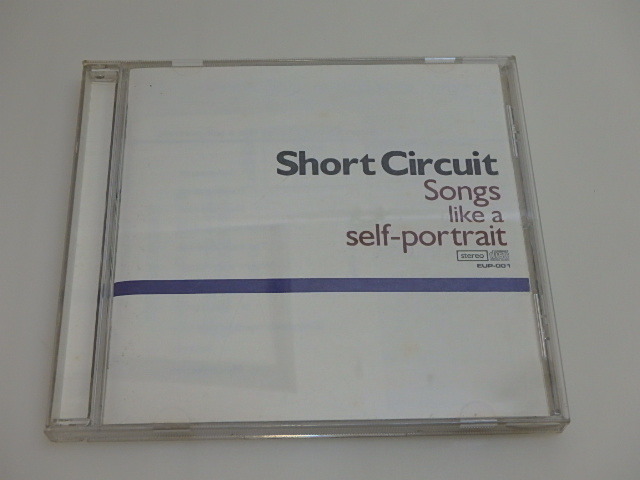 Short Circuit
Songs
like a
self-portrait
stereo
EUP-001